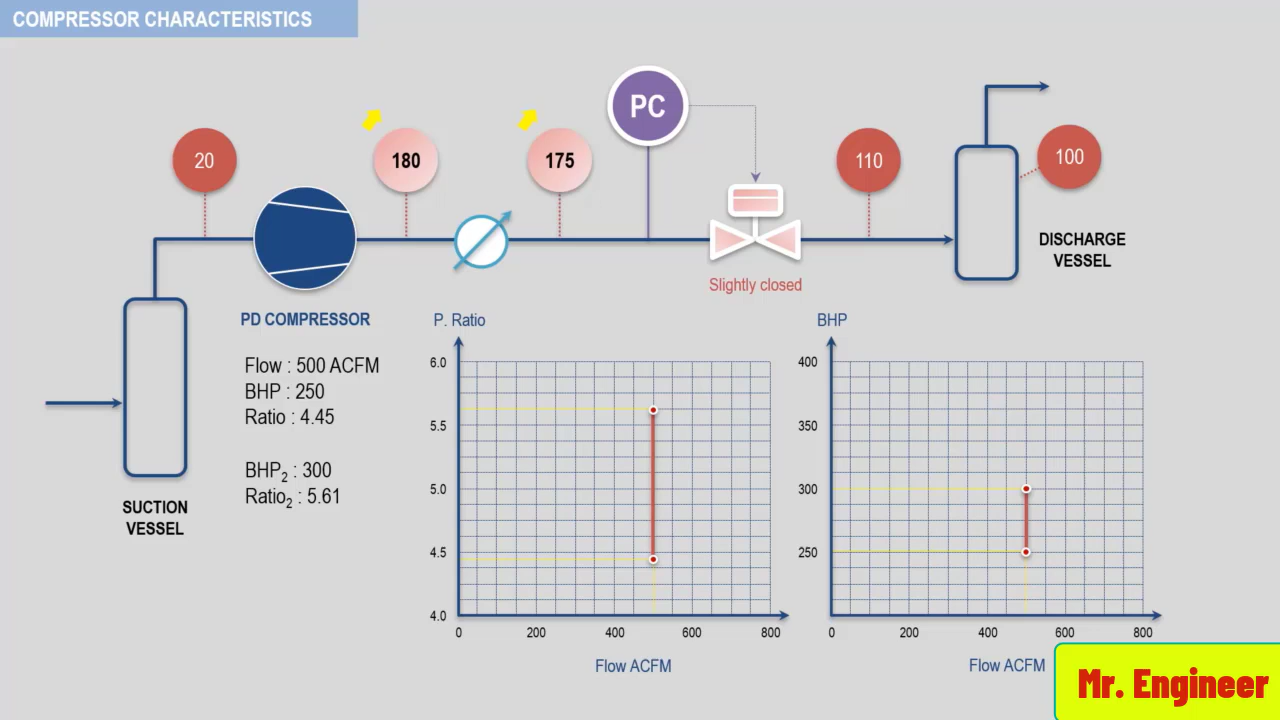 COMPRESSOR CHARACTERISTICS
20
180
175
PC
110
100
DISCHARGE
VESSEL
Slightly closed
PD COMPRESSOR
Flow : 500 ACFM
BHP : 250
Ratio : 4.45
BHP2 : 300
Ratio2 : 5.61
SUCTION
VESSEL
P. Ratio
6.0
5.5
5.0
4.5
4.0
0 200 400 600 800
Flow ACFM
BHP
400
350
300
250
0 200 400 600 800
Flow ACFM
Mr. Engineer